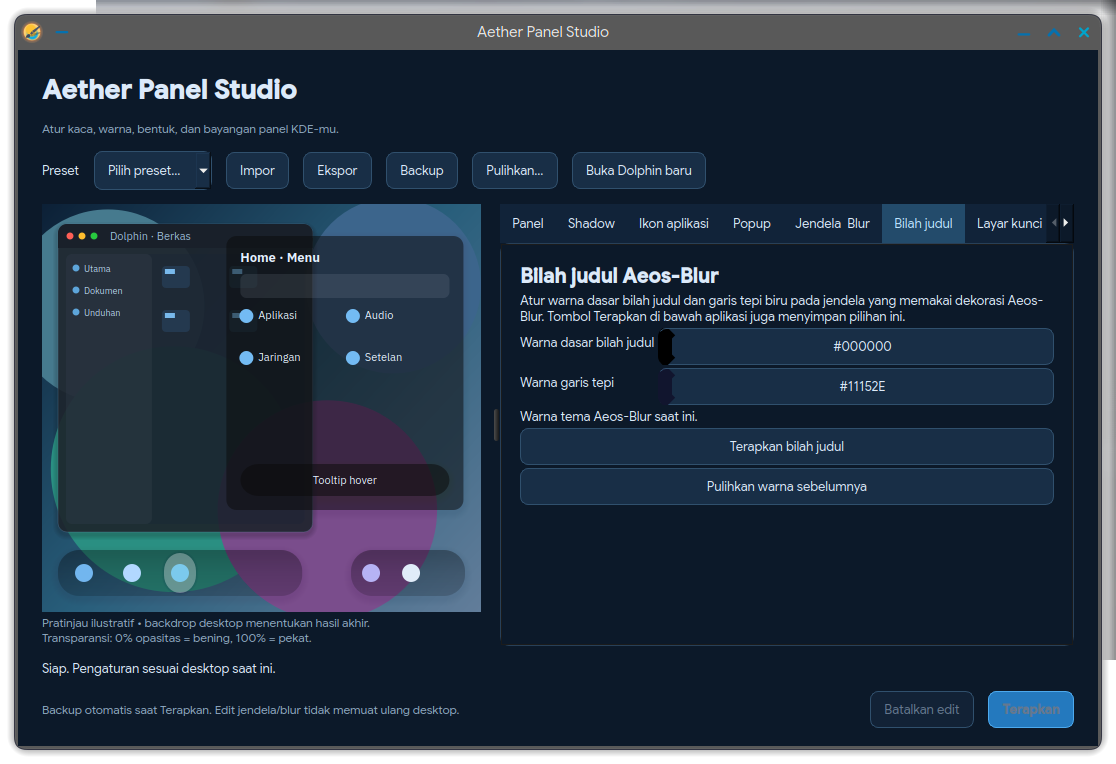 Aether Panel Studio
Aether Panel Studio
Atur kaca, warna, bentuk, dan bayangan panel KDE-mu.
Preset
Pilih preset...
Impor
Ekspor
Backup
Pulihkan...
Buka Dolphin baru
Dolphin · Berkas
Utama
Dokumen
Unduhan
Home · Menu
Aplikasi
Audio
Jaringan
Setelan
Tooltip hover
Pratinjau ilustratif • backdrop desktop menentukan hasil akhir.
Transparansi: 0% opasitas = bening, 100% = pekat.
Panel
Shadow
Ikon aplikasi
Popup
Jendela Blur
Bilah judul
Layar kunci
Bilah judul Aeos-Blur
Atur warna dasar bilah judul dan garis tepi biru pada jendela yang memakai dekorasi Aeos-
Blur. Tombol Terapkan di bawah aplikasi juga menyimpan pilihan ini.
Warna dasar bilah judul
#000000
Warna garis tepi
#11152E
Warna tema Aeos-Blur saat ini.
Terapkan bilah judul
Pulihkan warna sebelumnya
Siap. Pengaturan sesuai desktop saat ini.
Backup otomatis saat Terapkan. Edit jendela/blur tidak memuat ulang desktop.
Batalkan edit
Terapkan